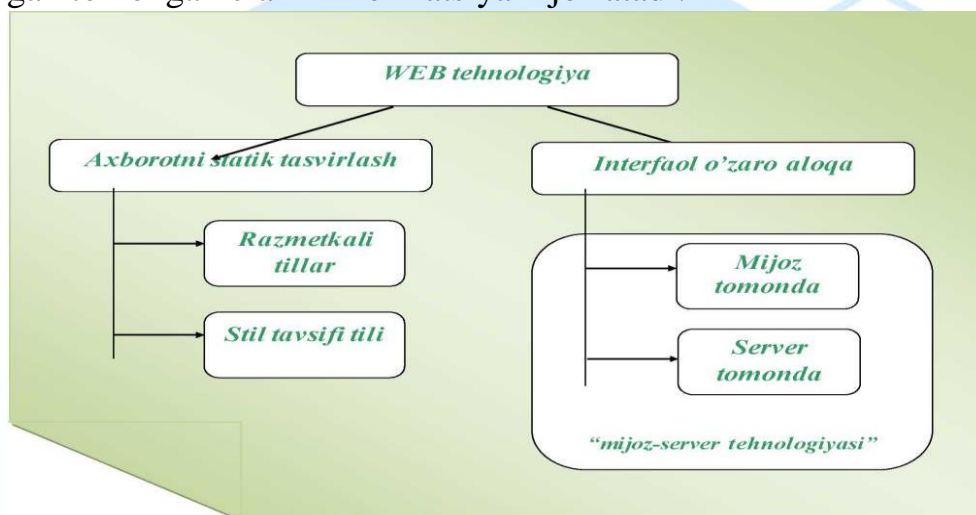 WEB tehnologiya
Axborotni statik tasvirlash
Interfaol o’zaro aloqa
Razmetkali
tillar
Stil tavsifi tili
Mijoz
tomonda
Server
tomonda
“mijoz-server tehnologiyasi”